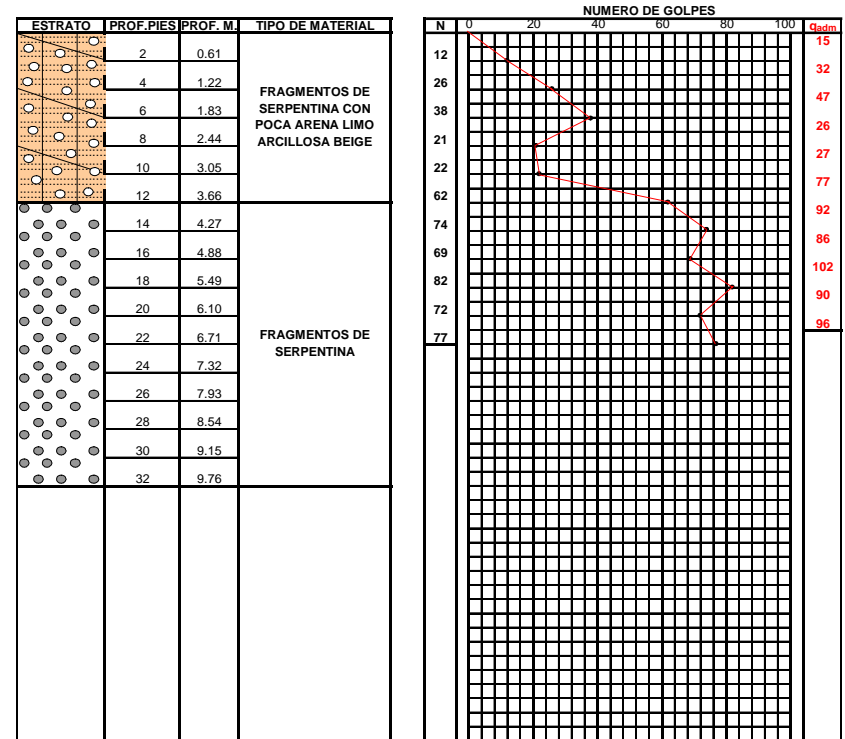 NUMERO DE GOLPES
ESTRATO PROF.PIES PROF. M. TIPO DE MATERIAL N 0 20 40 60 80 100 qadm
2 0.61 12 15
4 1.22 26 32
6 1.83 38 47
8 2.44 21 26
10 3.05 22 27
12 3.66 62 77
FRAGMENTOS DE
SERPENTINA CON
POCA ARENA LIMO
ARCILLOSA BEIGE
14 4.27 74 92
16 4.88 69 86
18 5.49 82 102
20 6.10 72 90
22 6.71 77 96
24 7.32
26 7.93
28 8.54
30 9.15
32 9.76
FRAGMENTOS DE
SERPENTINA